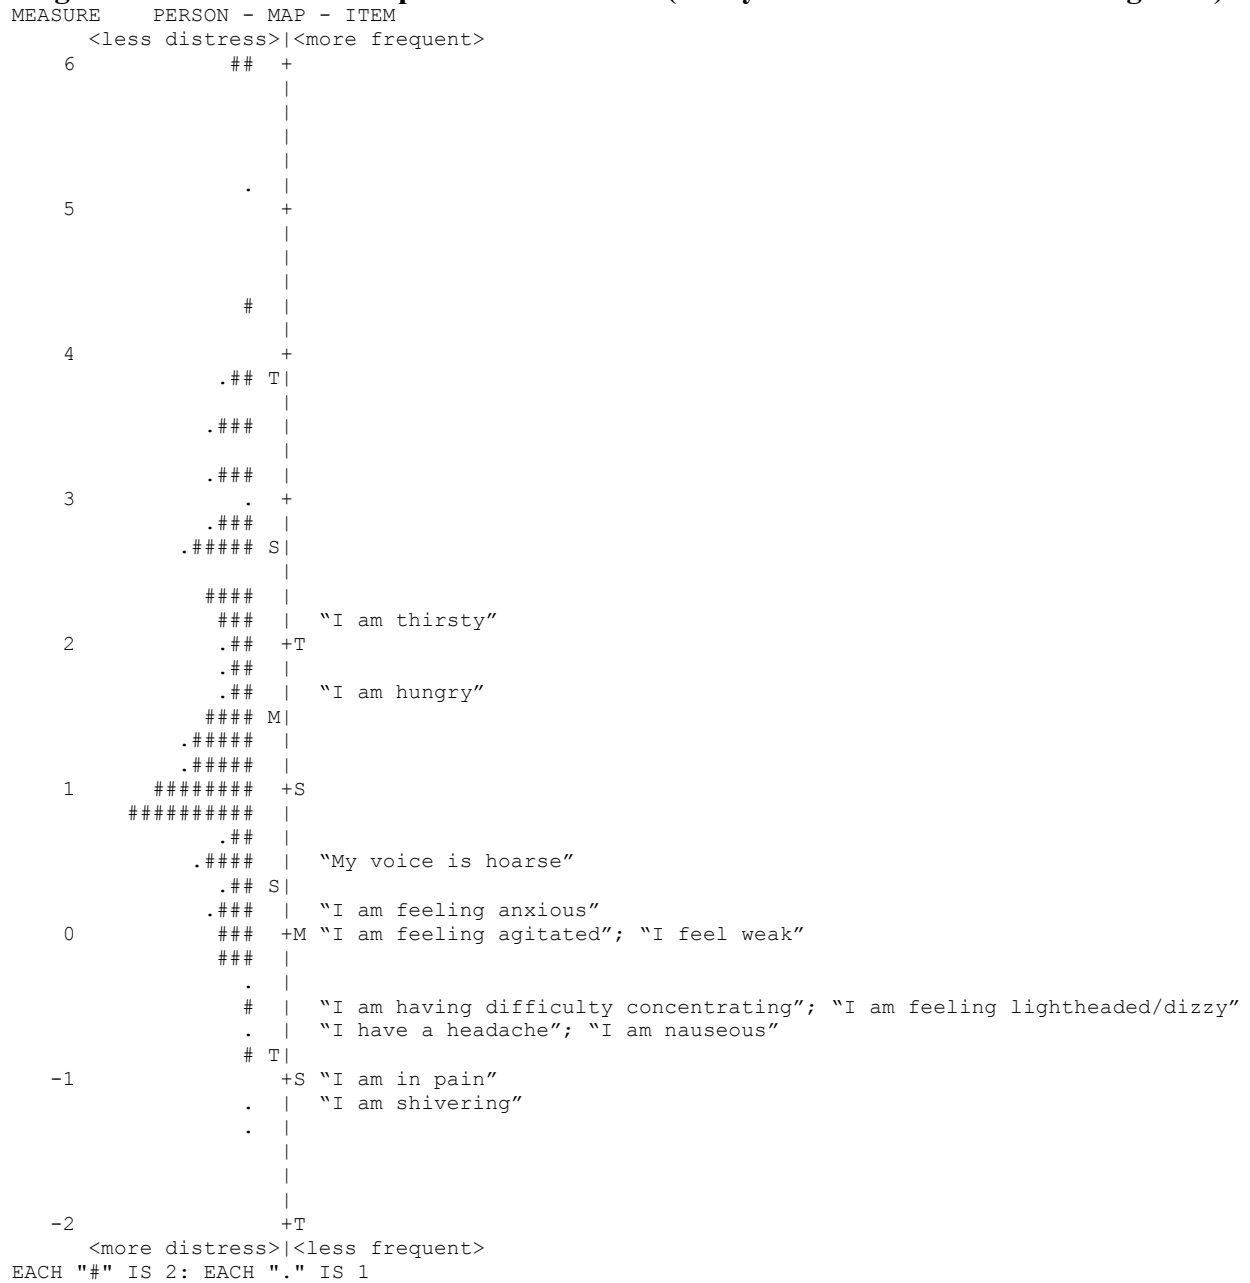 MEASURE    PERSON - MAP - ITEM
      <less distress>|<more frequent>
    6            ##  +
                     |
                     |
                     |
                     |
                  .  |
    5                +
                     |
                     |
                     |
                  #  |
                     |
    4                +
                .## T|
                     |
               .###  |
                     |
               .###  |
    3             .  +
               .###  |
             .##### S|
                     |
               ####  |
                ###  |  “I am thirsty”
    2           .##  +T
                .##  |
                .##  |  “I am hungry”
               #### M|
             .#####  |
             .#####  |
    1      ########  +S
         ##########  |
                .##  |
              .####  |  “My voice is hoarse”
                .## S|
               .###  |  “I am feeling anxious”
    0           ###  +M “I am feeling agitated”; “I feel weak”
                ###  |
                  .  |
                  #  |  “I am having difficulty concentrating”; “I am feeling lightheaded/dizzy”
                  .  |  “I have a headache”; “I am nauseous”
                  # T|
   -1                +S “I am in pain”
                  .  |  “I am shivering”
                  .  |
                     |
                     |
                     |
   -2                +T
      <more distress>|<less frequent>
EACH "#" IS 2: EACH "." IS 1